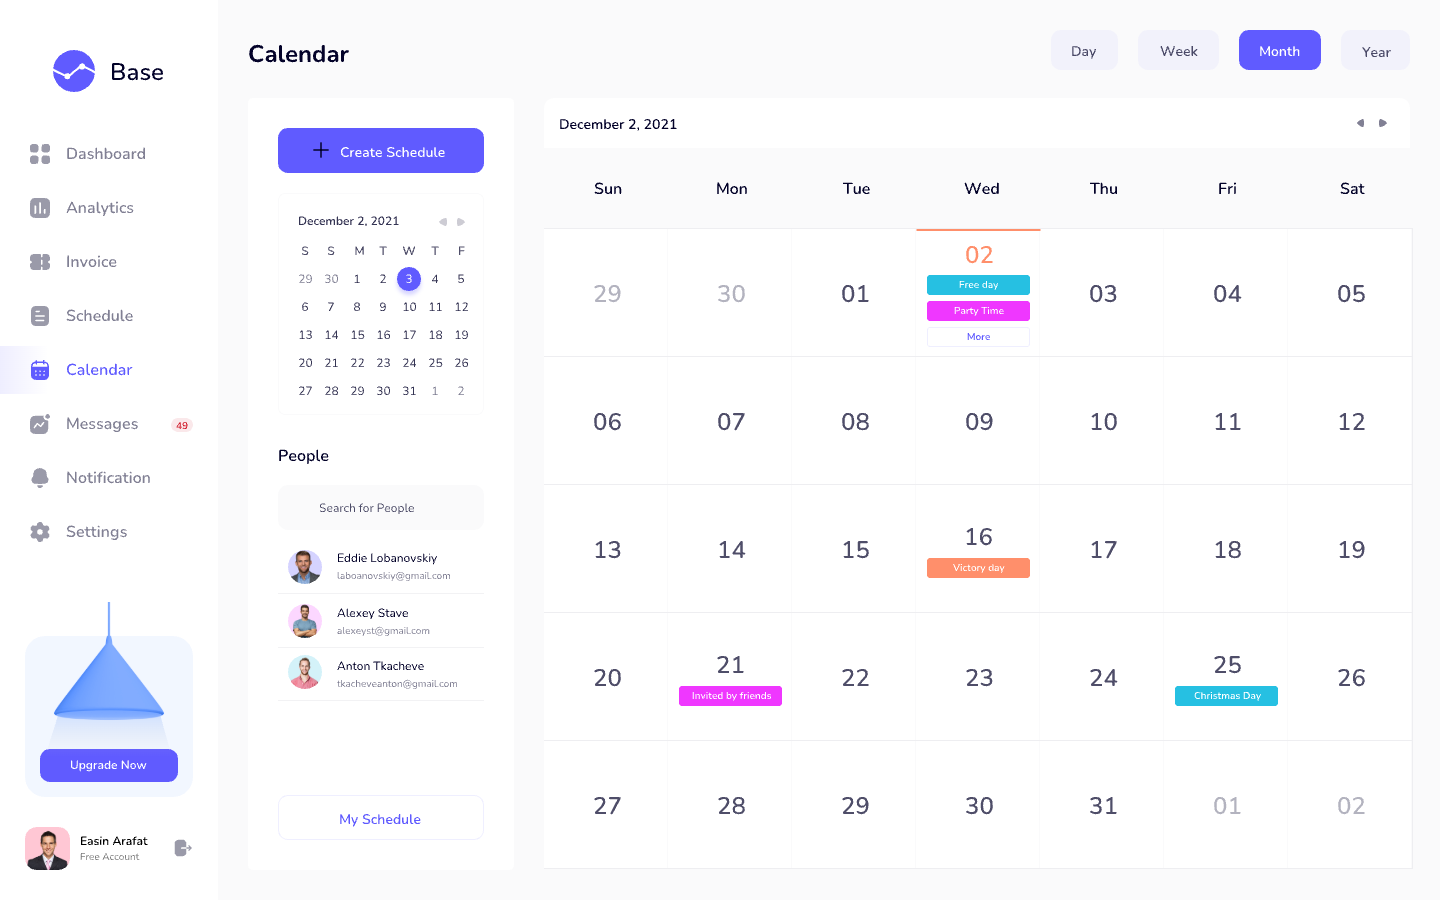 Base
Dashboard
Analytics
Invoice
Schedule
Calendar
Messages 49
Notification
Settings
Upgrade Now
Easin Arafat
Free Account
Calendar
Day Week Month Year
Create Schedule
December 2, 2021
S S M T W T F
29 30 1 2 3 4 5
6 7 8 9 10 11 12
13 14 15 16 17 18 19
20 21 22 23 24 25 26
27 28 29 30 31 1 2
People
Search for People
Eddie Lobanovskiy
laboanovskiy@gmail.com
Alexey Stave
alexeyst@gmail.com
Anton Tkacheve
tkacheveanton@gmail.com
My Schedule
December 2, 2021
Sun Mon Tue Wed Thu Fri Sat
29 30 01 02 03 04 05
Free day
Party Time
More
06 07 08 09 10 11 12
13 14 15 16 17 18 19
Victory day
20 21 22 23 24 25 26
Invited by friends Christmas Day
27 28 29 30 31 01 02